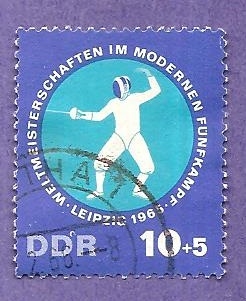 WELTMEISTERSCHAFTEN IM MODERNEN FÜNFKAMPF · LEIPZIG 1965 ·
DDR 10+5